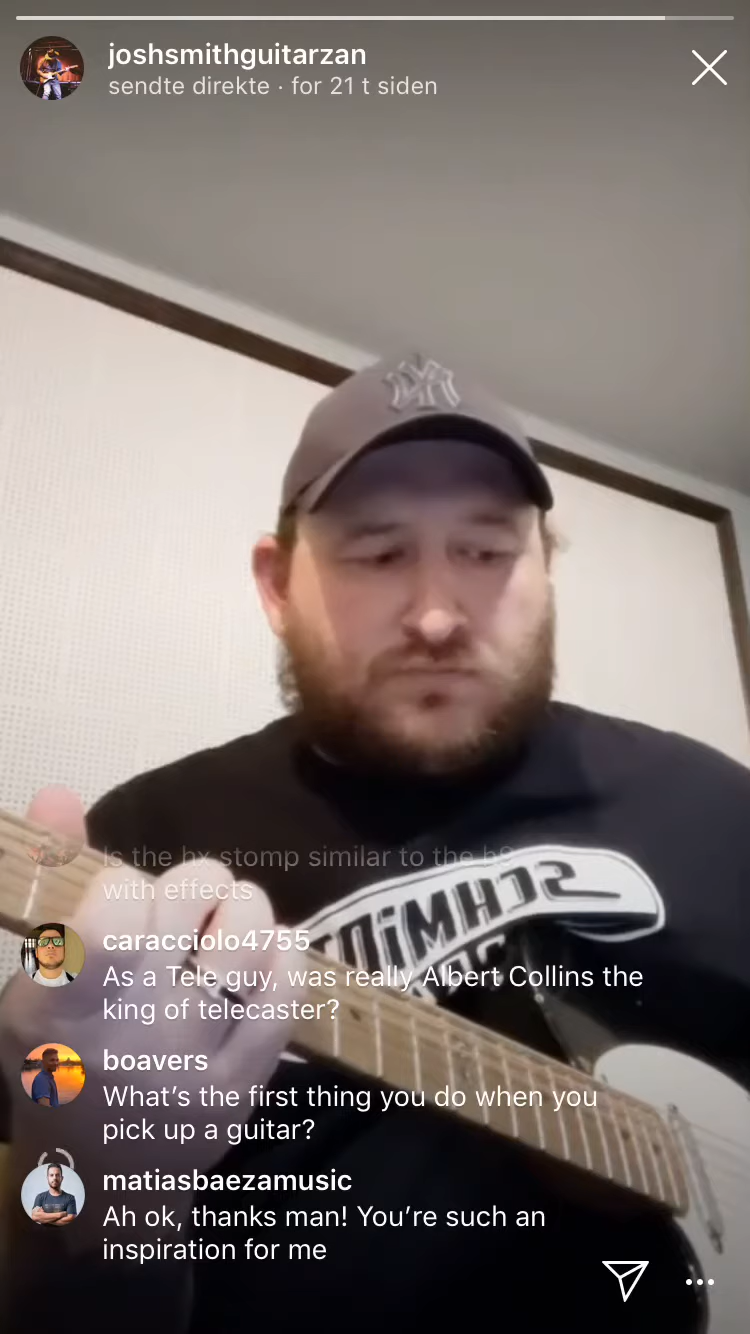 joshsmithguitarzan
sendte direkte · for 21 t siden
NY
Is the hx stomp similar to the h9
with effects
caracciolo4755
As a Tele guy, was really Albert Collins the
king of telecaster?
boavers
What’s the first thing you do when you
pick up a guitar?
matiasbaezamusic
Ah ok, thanks man! You’re such an
inspiration for me